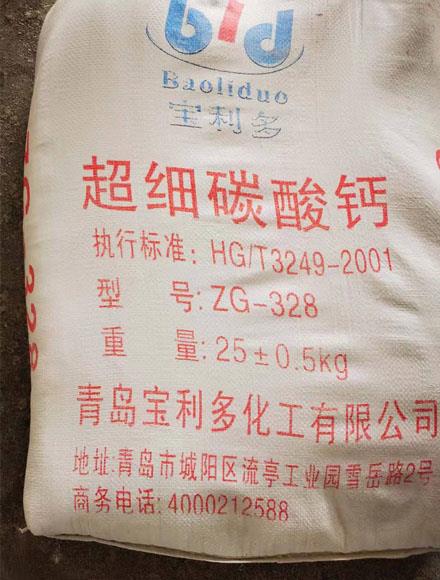 bld
Baoliduo
宝利多
超细碳酸钙
执行标准: HG/T3249-2001
型 号: ZG-328
重 量: 25±0.5kg
青岛宝利多化工有限公司
地址:青岛市城阳区流亭工业园雪岳路2号
商务电话: 4000212588